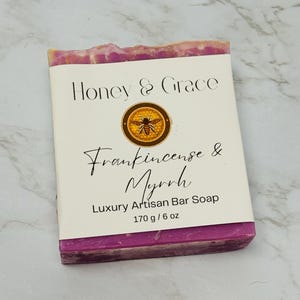 Honey & Grace
Frankincense &
Myrrh
Luxury Artisan Bar Soap
170 g / 6 oz